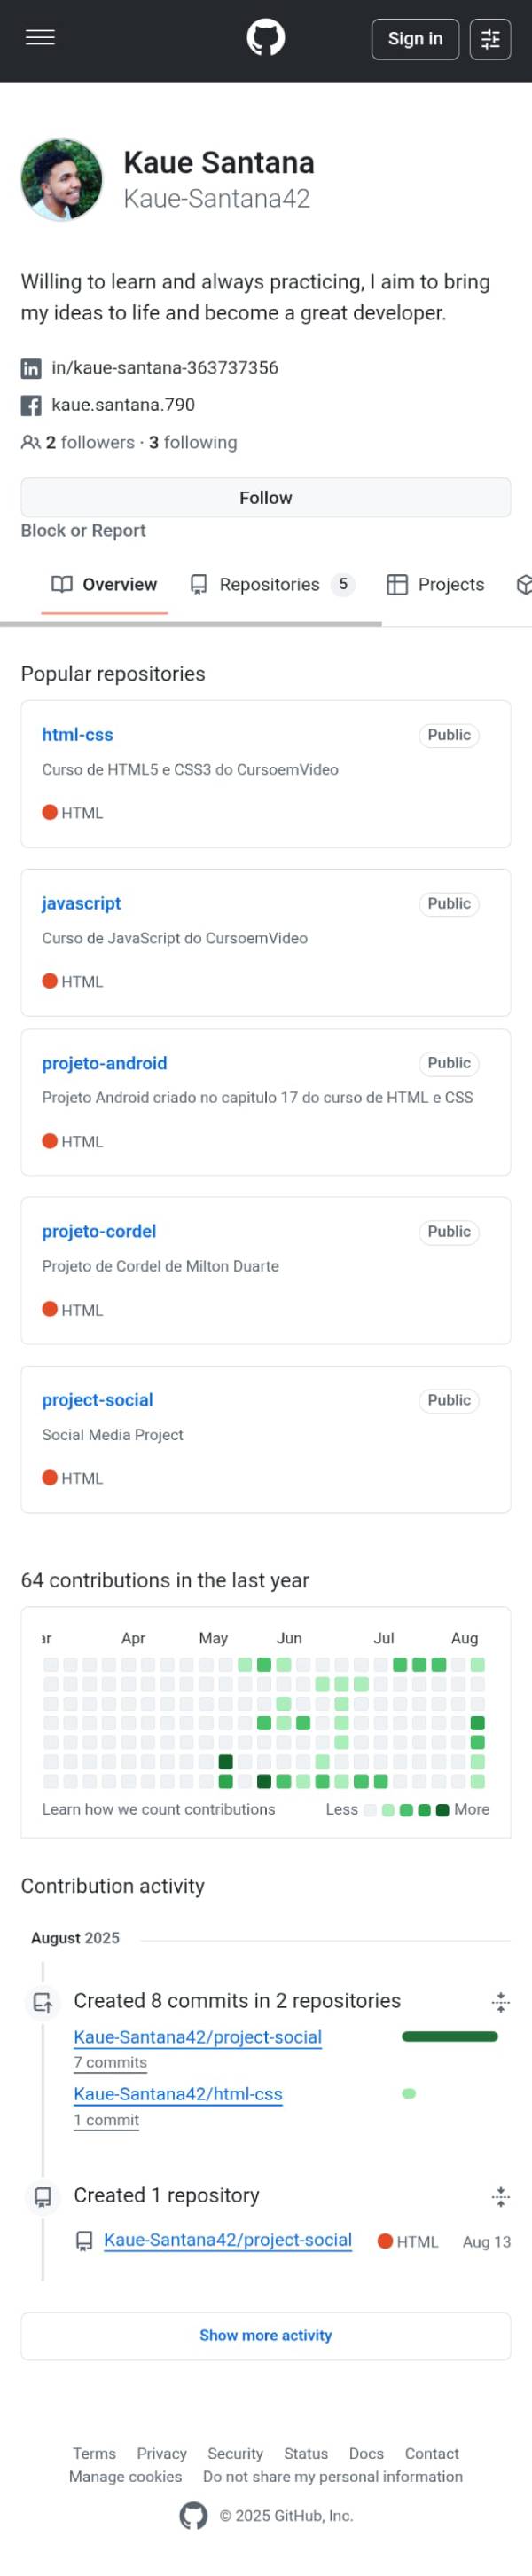 Sign in
Kaue Santana
Kaue-Santana42
Willing to learn and always practicing, I aim to bring
my ideas to life and become a great developer.
in/kaue-santana-363737356
kaue.santana.790
2 followers · 3 following
Follow
Block or Report
Overview Repositories 5 Projects
Popular repositories
html-css Public
Curso de HTML5 e CSS3 do CursoemVideo
HTML
javascript Public
Curso de JavaScript do CursoemVideo
HTML
projeto-android Public
Projeto Android criado no capitulo 17 do curso de HTML e CSS
HTML
projeto-cordel Public
Projeto de Cordel de Milton Duarte
HTML
project-social Public
Social Media Project
HTML
64 contributions in the last year
ar Apr May Jun Jul Aug
Learn how we count contributions Less More
Contribution activity
August 2025
Created 8 commits in 2 repositories
Kaue-Santana42/project-social
7 commits
Kaue-Santana42/html-css
1 commit
Created 1 repository
Kaue-Santana42/project-social HTML Aug 13
Show more activity
Terms Privacy Security Status Docs Contact
Manage cookies Do not share my personal information
© 2025 GitHub, Inc.